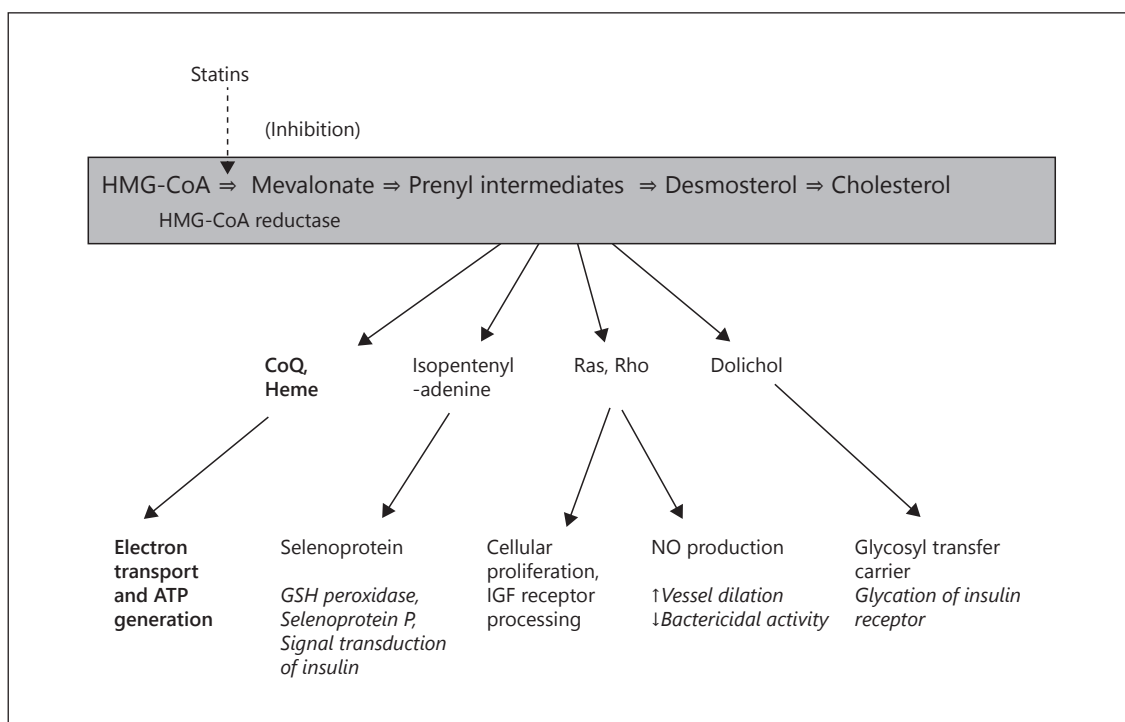 Statins
(Inhibition)
HMG-CoA ⇒ Mevalonate ⇒ Prenyl intermediates ⇒ Desmosterol ⇒ Cholesterol
HMG-CoA reductase
CoQ,
Heme
Isopentenyl
-adenine
Ras, Rho
Dolichol
Electron
transport
and ATP
generation
Selenoprotein
GSH peroxidase,
Selenoprotein P,
Signal transduction
of insulin
Cellular
proliferation,
IGF receptor
processing
NO production
↑Vessel dilation
↓Bactericidal activity
Glycosyl transfer
carrier
Glycation of insulin
receptor